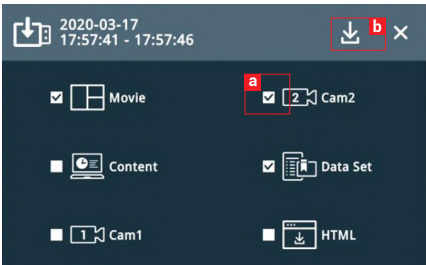 2020-03-17
17:57:41 - 17:57:46
b
a
Movie
2 Cam2
Content
Data Set
1 Cam1
HTML